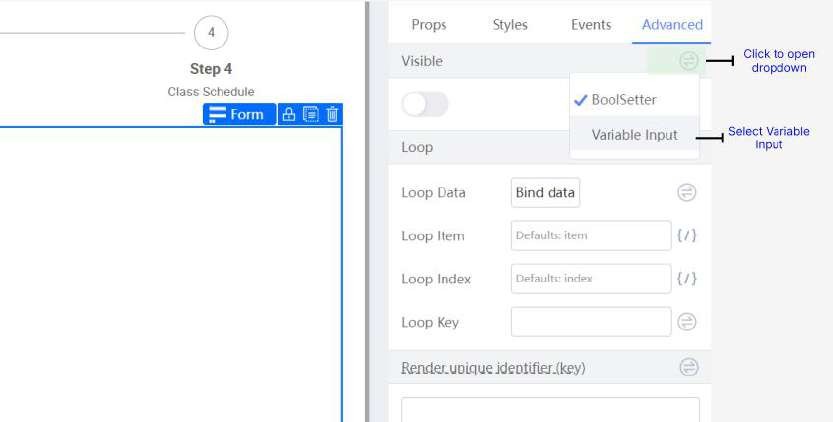 4
Step 4
Class Schedule
Form
Props Styles Events Advanced
Visible
Click to open
dropdown
BoolSetter
Variable Input
Select Variable
Input
Loop
Loop Data Bind data
Loop Item Defaults: item {/}
Loop Index Defaults: index {/}
Loop Key
Render unique identifier (key)